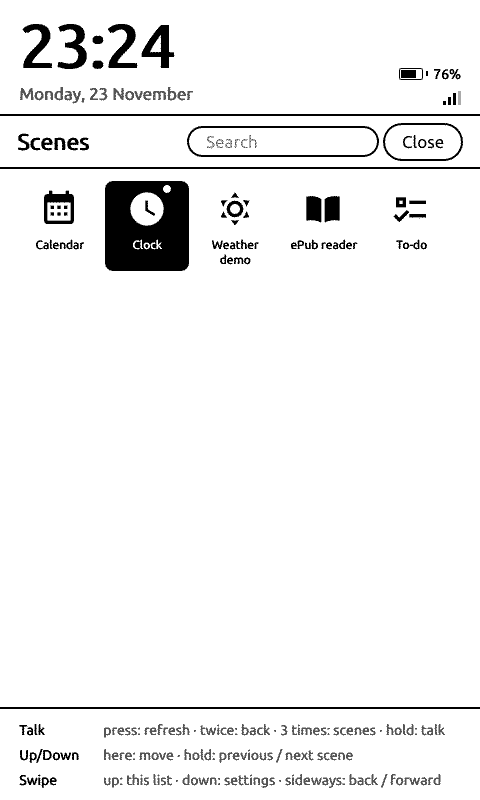 23:24
76%
Monday, 23 November
Scenes
Search
Close
Calendar
Clock
Weather
demo
ePub reader
To-do
Talk press: refresh · twice: back · 3 times: scenes · hold: talk
Up/Down here: move · hold: previous / next scene
Swipe up: this list · down: settings · sideways: back / forward